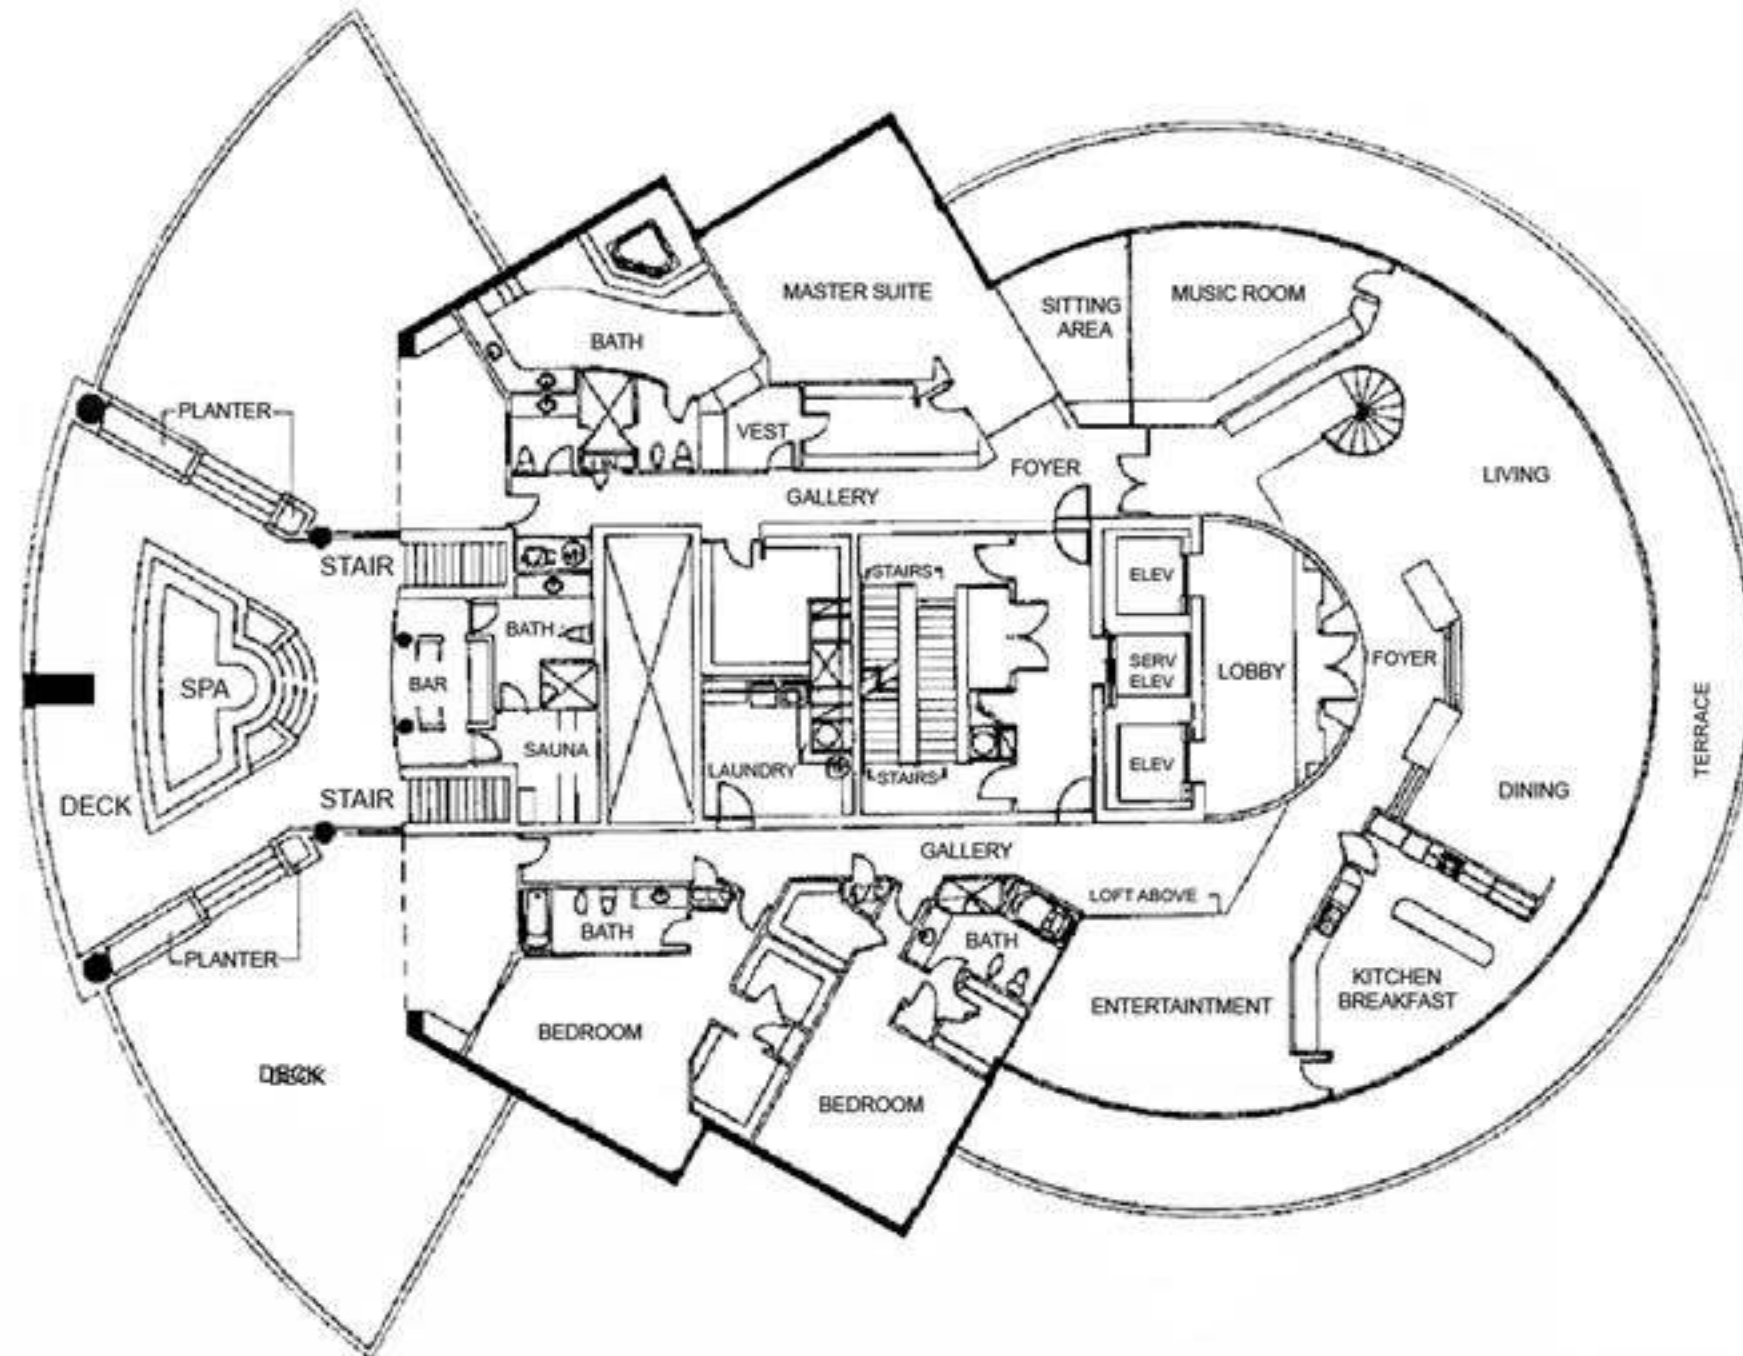 MASTER SUITE
SITTING
AREA
MUSIC ROOM
BATH
PLANTER
VEST
LIN
FOYER
GALLERY
LIVING
STAIR
STAIRS
ELEV
BATH
SERV
ELEV
LOBBY
FOYER
SPA
BAR
TERRACE
SAUNA
LAUNDRY
STAIRS
ELEV
DECK
STAIR
DINING
GALLERY
LOFT ABOVE
BATH
BATH
PLANTER
KITCHEN
BREAKFAST
ENTERTAINTMENT
BEDROOM
DECK
BEDROOM